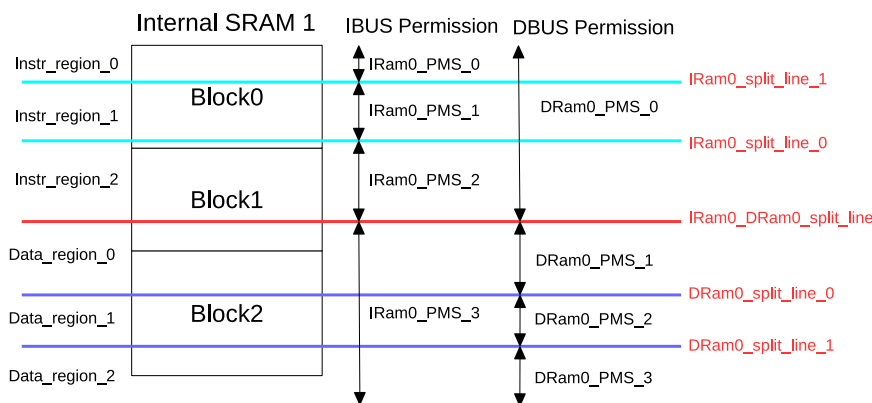 Internal SRAM 1
IBUS Permission
DBUS Permission
Instr_region_0
IRam0_PMS_0
IRam0_split_line_1
Block0
Instr_region_1
IRam0_PMS_1
DRam0_PMS_0
IRam0_split_line_0
Instr_region_2
IRam0_PMS_2
Block1
IRam0_DRam0_split_line
Data_region_0
DRam0_PMS_1
DRam0_split_line_0
Block2
Data_region_1
IRam0_PMS_3
DRam0_PMS_2
DRam0_split_line_1
Data_region_2
DRam0_PMS_3